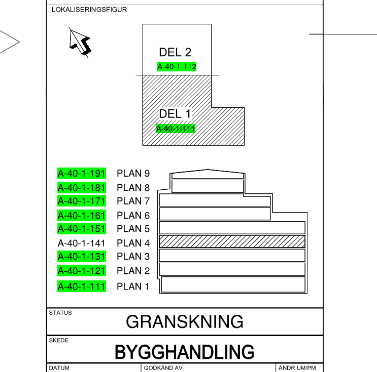 LOKALISERINGSFIGUR
DEL 2
A-40-1-112
DEL 1
A-40-1-111
A-40-1-191 PLAN 9
A-40-1-181 PLAN 8
A-40-1-171 PLAN 7
A-40-1-161 PLAN 6
A-40-1-151 PLAN 5
A-40-1-141 PLAN 4
A-40-1-131 PLAN 3
A-40-1-121 PLAN 2
A-40-1-111 PLAN 1
STATUS
GRANSKNING
SKEDE
BYGGHANDLING
DATUM GODKÄND AV ÄNDR UM/PM